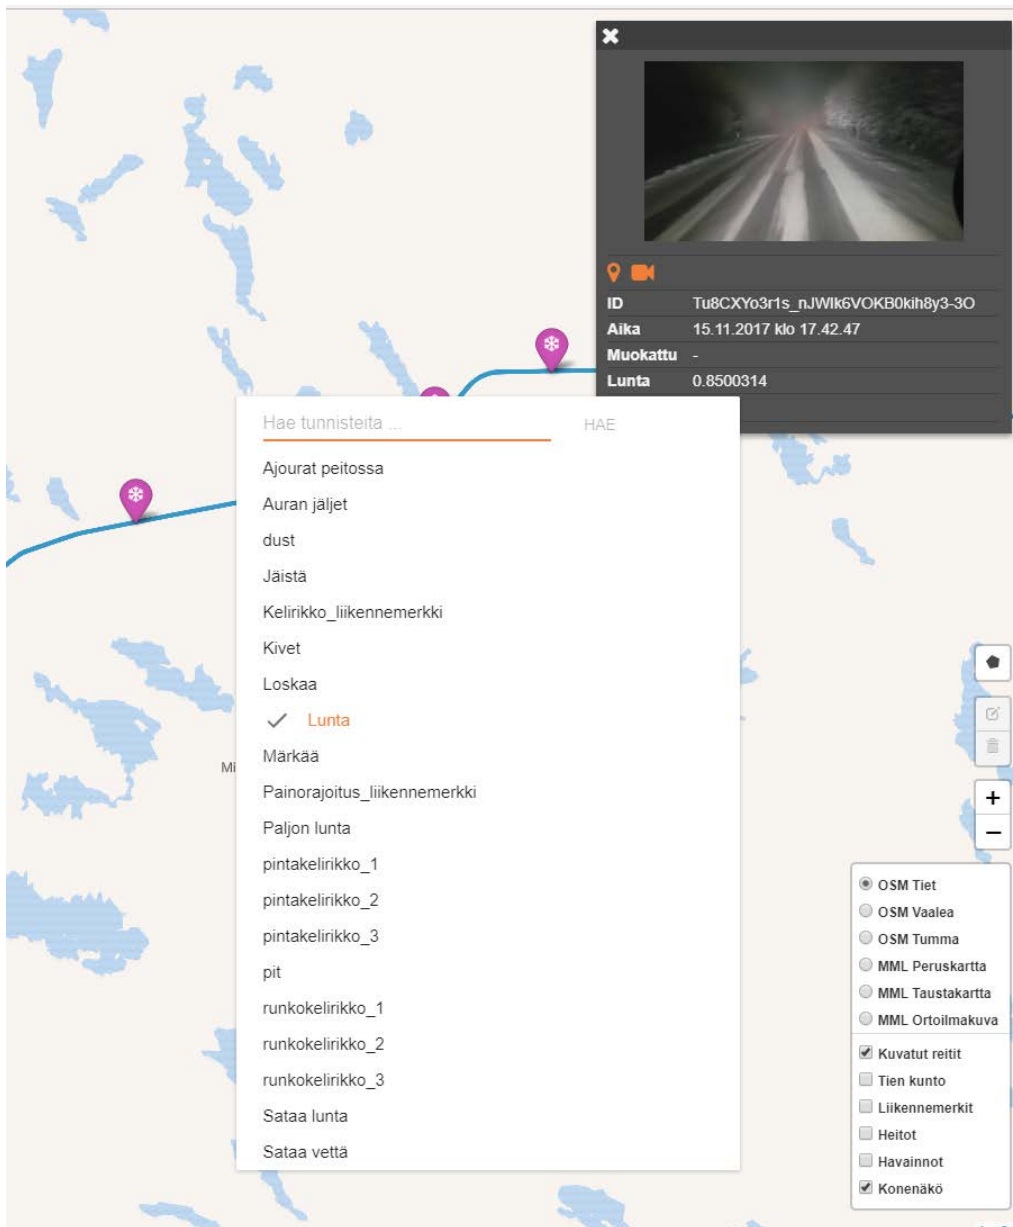 ID Tu8CXYo3r1s_nJWlk6VOKB0kih8y3-3O
Aika 15.11.2017 klo 17.42.47
Muokattu -
Lunta 0.8500314
Hae tunnisteita ... HAE
Ajourat peitossa
Auran jäljet
dust
Jäistä
Kelirikko_liikennemerkki
Kivet
Loskaa
Lunta
Märkää
Painorajoitus_liikennemerkki
Paljon lunta
pintakelirikko_1
pintakelirikko_2
pintakelirikko_3
pit
runkokelirikko_1
runkokelirikko_2
runkokelirikko_3
Sataa lunta
Sataa vettä
Mi
+
−
OSM Tiet
OSM Vaalea
OSM Tumma
MML Peruskartta
MML Taustakartta
MML Ortoilmakuva
Kuvatut reitit
Tien kunto
Liikennemerkit
Heitot
Havainnot
Konenäkö